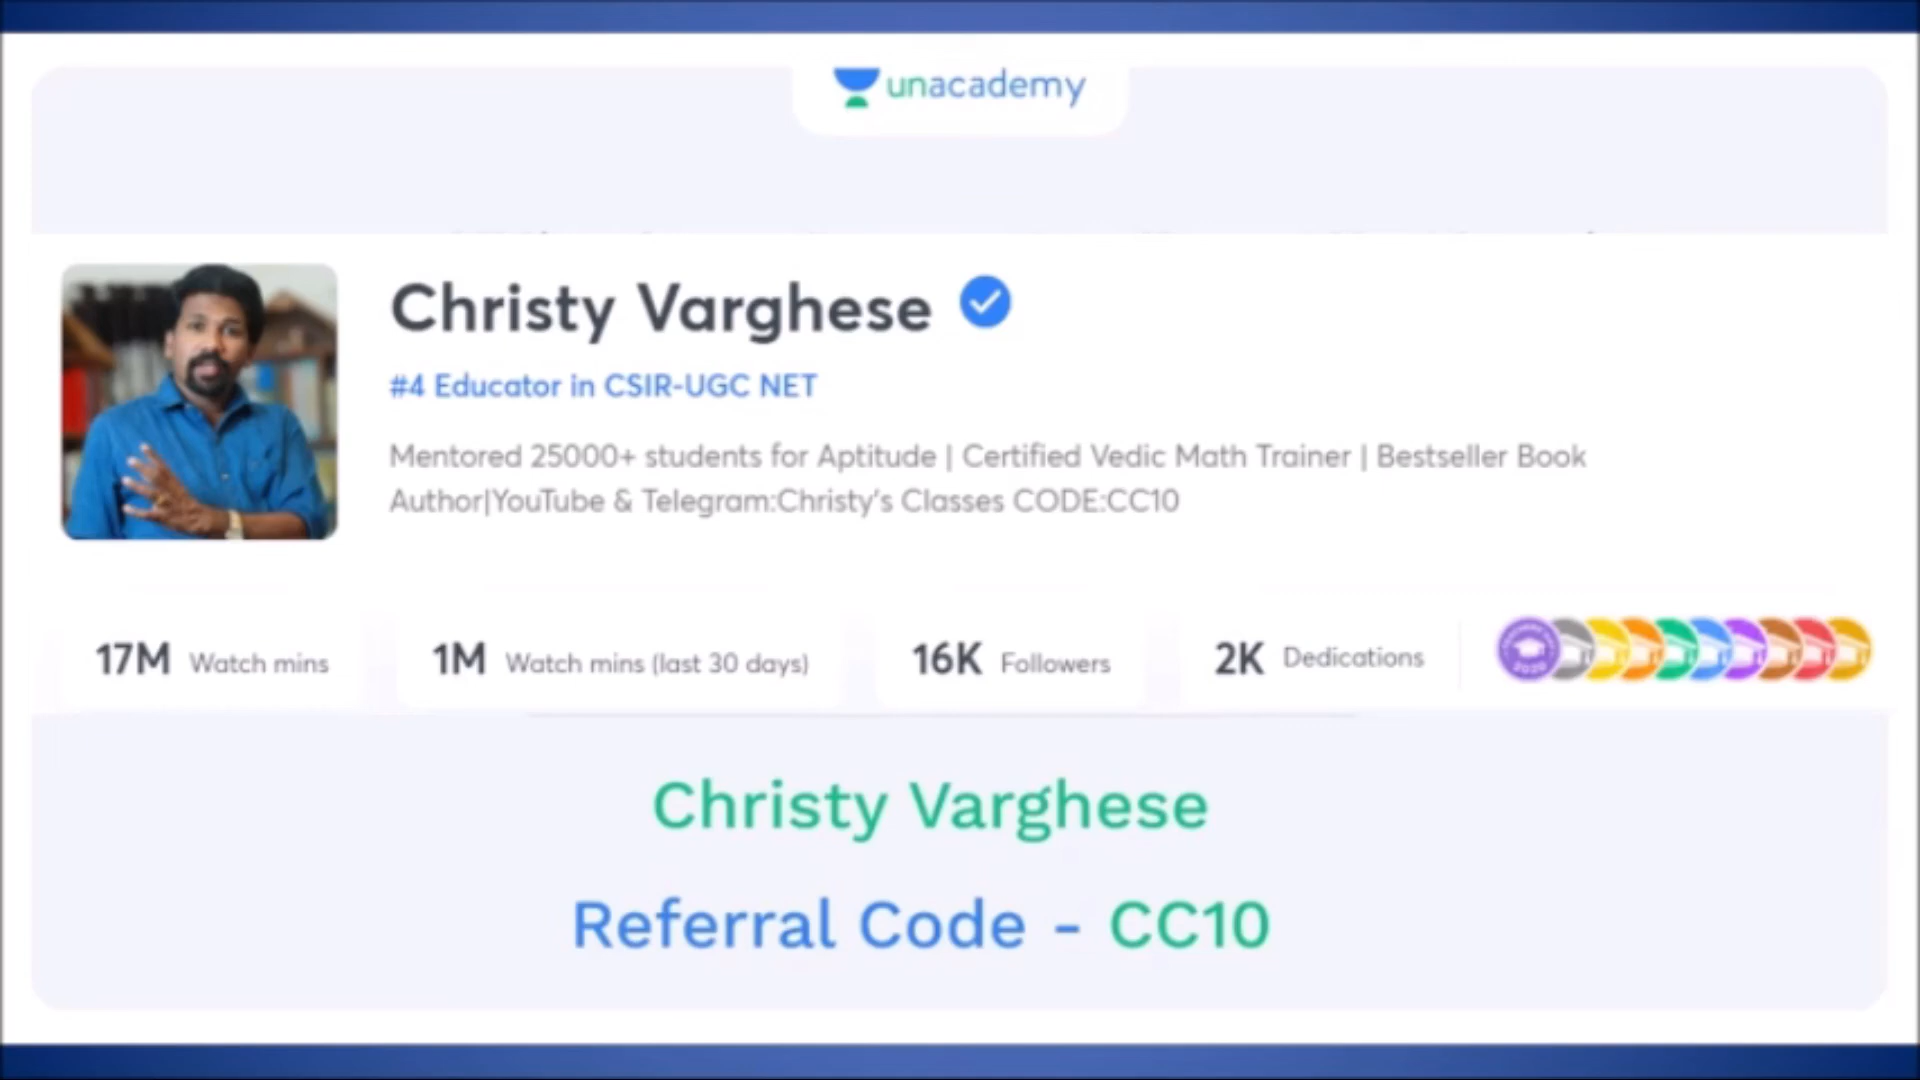 unacademy
Christy Varghese
#4 Educator in CSIR-UGC NET
Mentored 25000+ students for Aptitude | Certified Vedic Math Trainer | Bestseller Book
Author|YouTube & Telegram:Christy's Classes CODE:CC10
17M Watch mins
1M Watch mins (last 30 days)
16K Followers
2K Dedications
2020
Christy Varghese
Referral Code - CC10